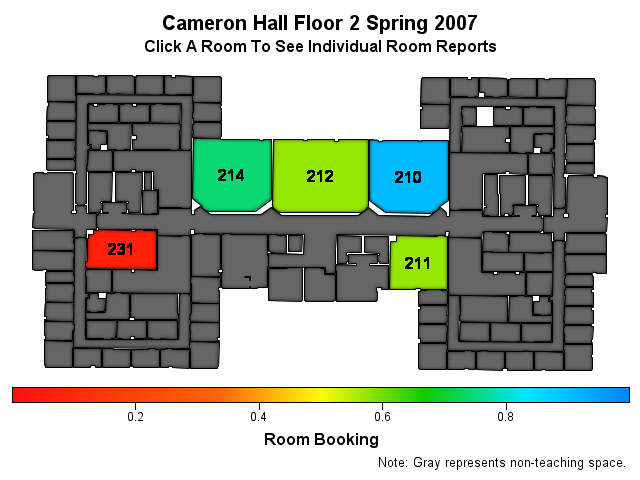 Cameron Hall Floor 2 Spring 2007
Click A Room To See Individual Room Reports
214
212
210
231
211
0.2
0.4
0.6
0.8
Room Booking
Note: Gray represents non-teaching space.